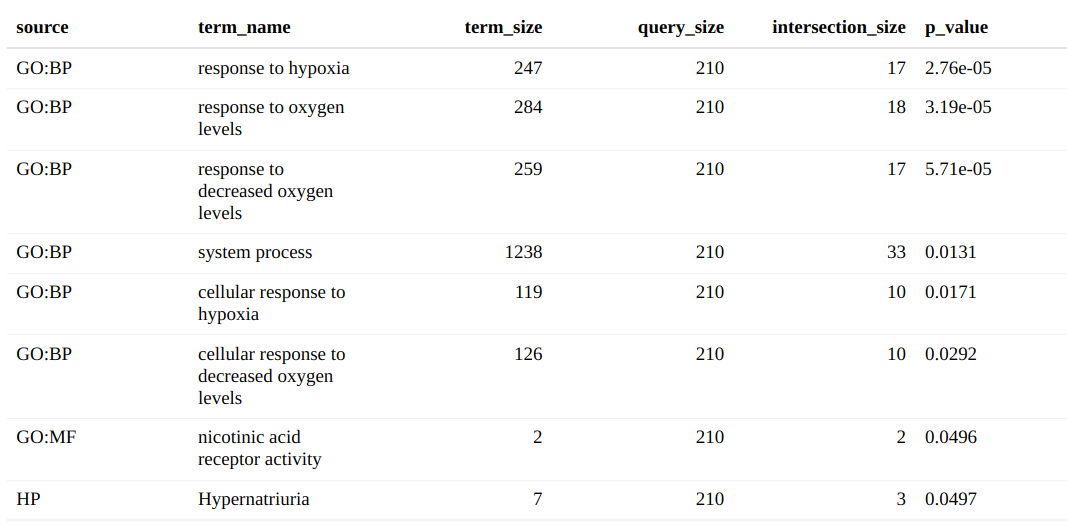 source term_name term_size query_size intersection_size p_value
GO:BP response to hypoxia 247 210 17 2.76e-05
GO:BP response to oxygen 284 210 18 3.19e-05
levels
GO:BP response to 259 210 17 5.71e-05
decreased oxygen
levels
GO:BP system process 1238 210 33 0.0131
GO:BP cellular response to 119 210 10 0.0171
hypoxia
GO:BP cellular response to 126 210 10 0.0292
decreased oxygen
levels
GO:MF nicotinic acid 2 210 2 0.0496
receptor activity
HP Hypernatriuria 7 210 3 0.0497